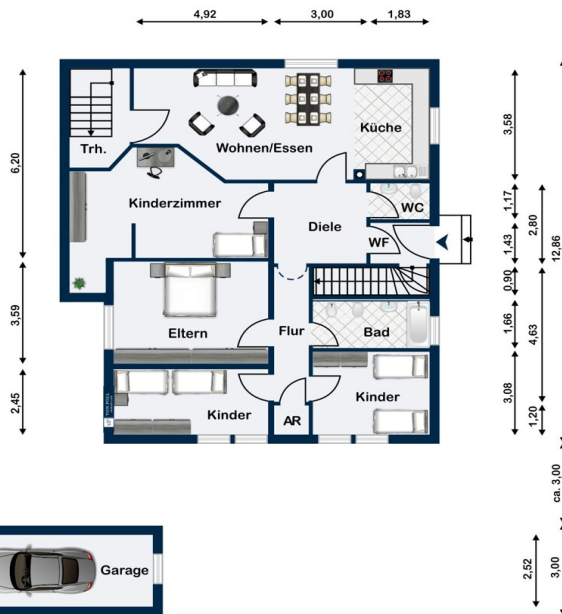 4,92
3,00
1,83
Trh.
Wohnen/Essen
Küche
Kinderzimmer
Diele
WC
WF
Eltern
Flur
Bad
Kinder
AR
Kinder
Garage
6,20
3,59
2,45
3,58
1,17
1,43
0,90
1,66
3,08
2,80
4,63
1,20
12,86
ca. 3,00
2,52
3,00